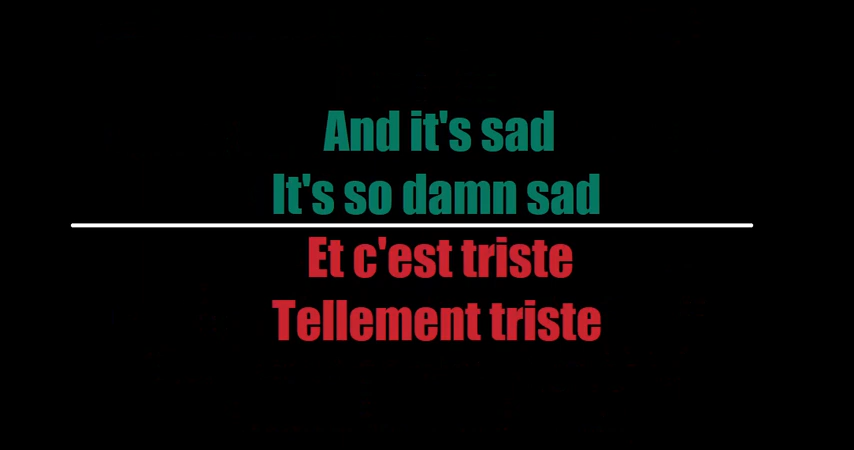 And it's sad
It's so damn sad
Et c'est triste
Tellement triste